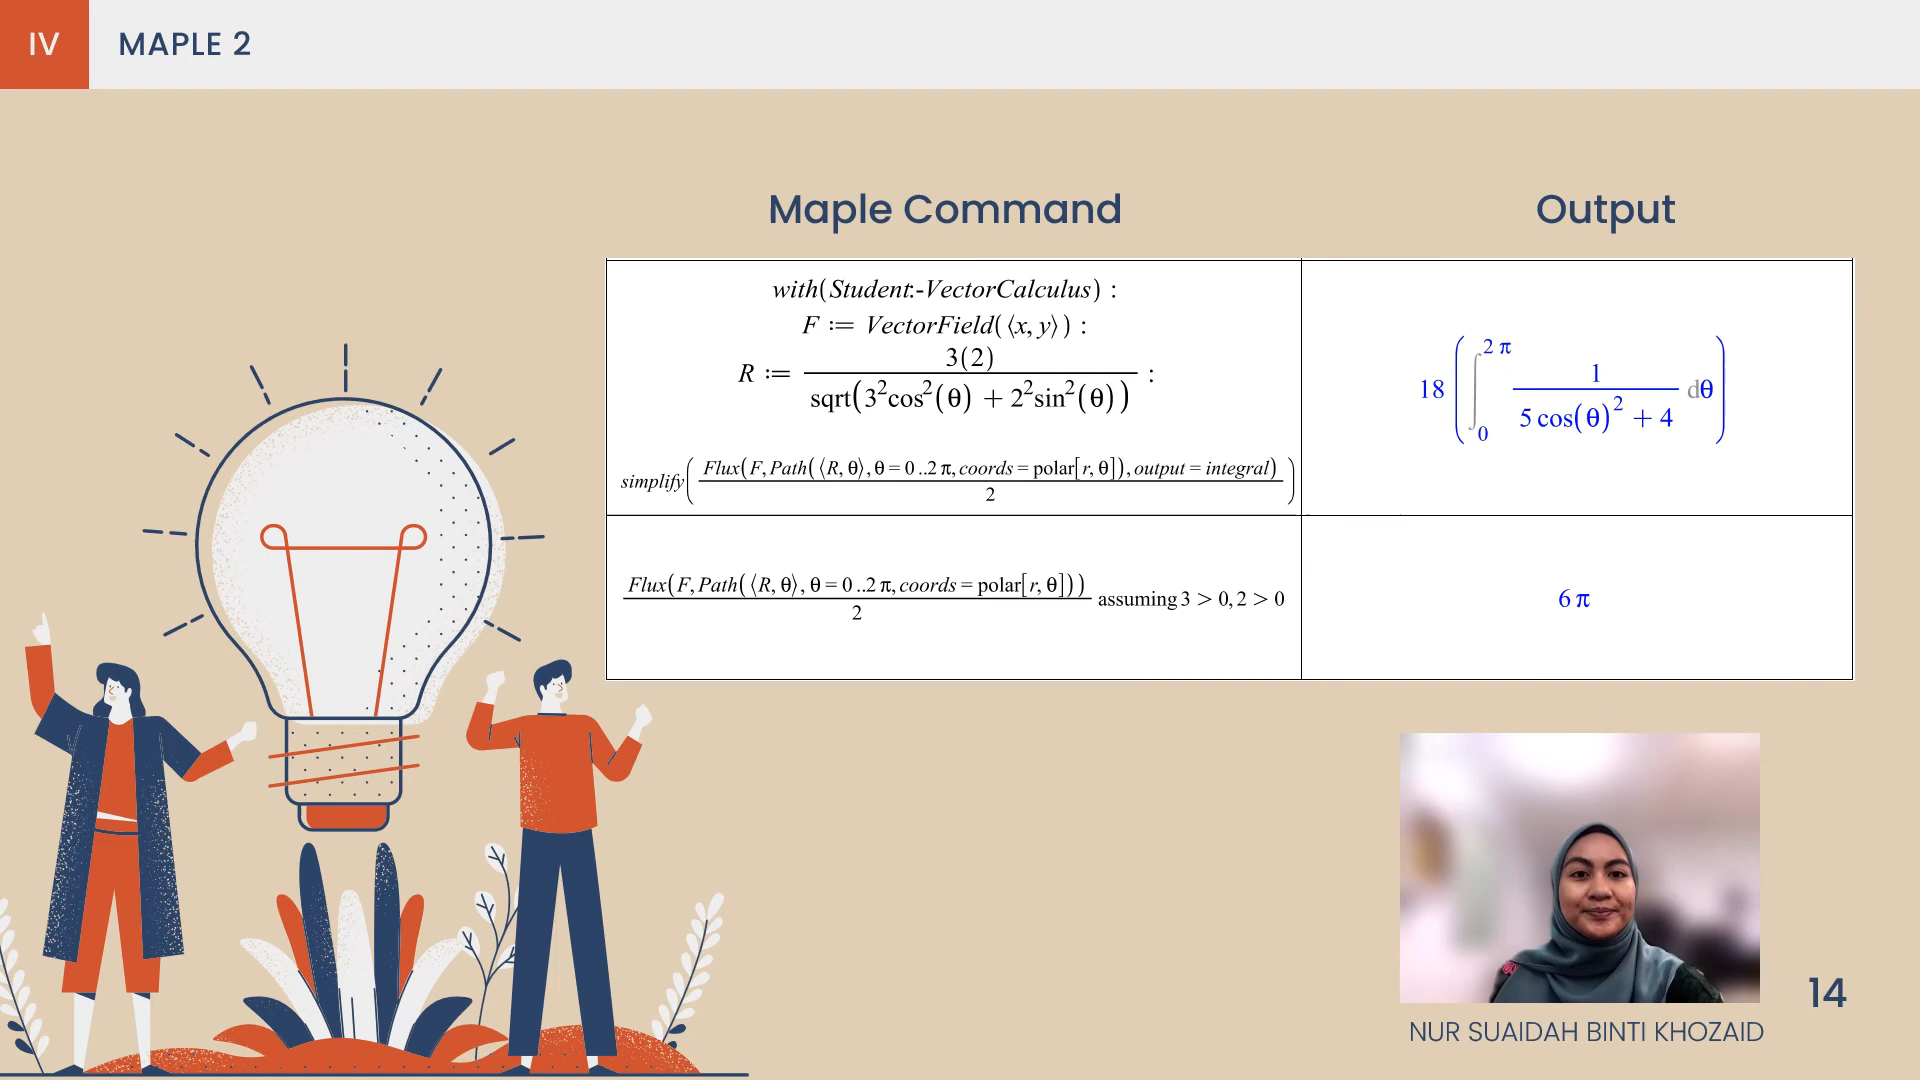 IV MAPLE 2
Maple Command Output
with(Student:-VectorCalculus) :
F := VectorField(⟨x, y⟩) :
R := 3(2) / sqrt(3²cos²(θ) + 2²sin²(θ)) :
simplify(Flux(F, Path(⟨R, θ⟩, θ = 0 ..2 π, coords = polar[r, θ]), output = integral) / 2)
18 (∫₀^{2 π} 1 / (5 cos(θ)² + 4) dθ)
Flux(F, Path(⟨R, θ⟩, θ = 0 ..2 π, coords = polar[r, θ])) / 2 assuming 3 > 0, 2 > 0
6 π
14
NUR SUAIDAH BINTI KHOZAID